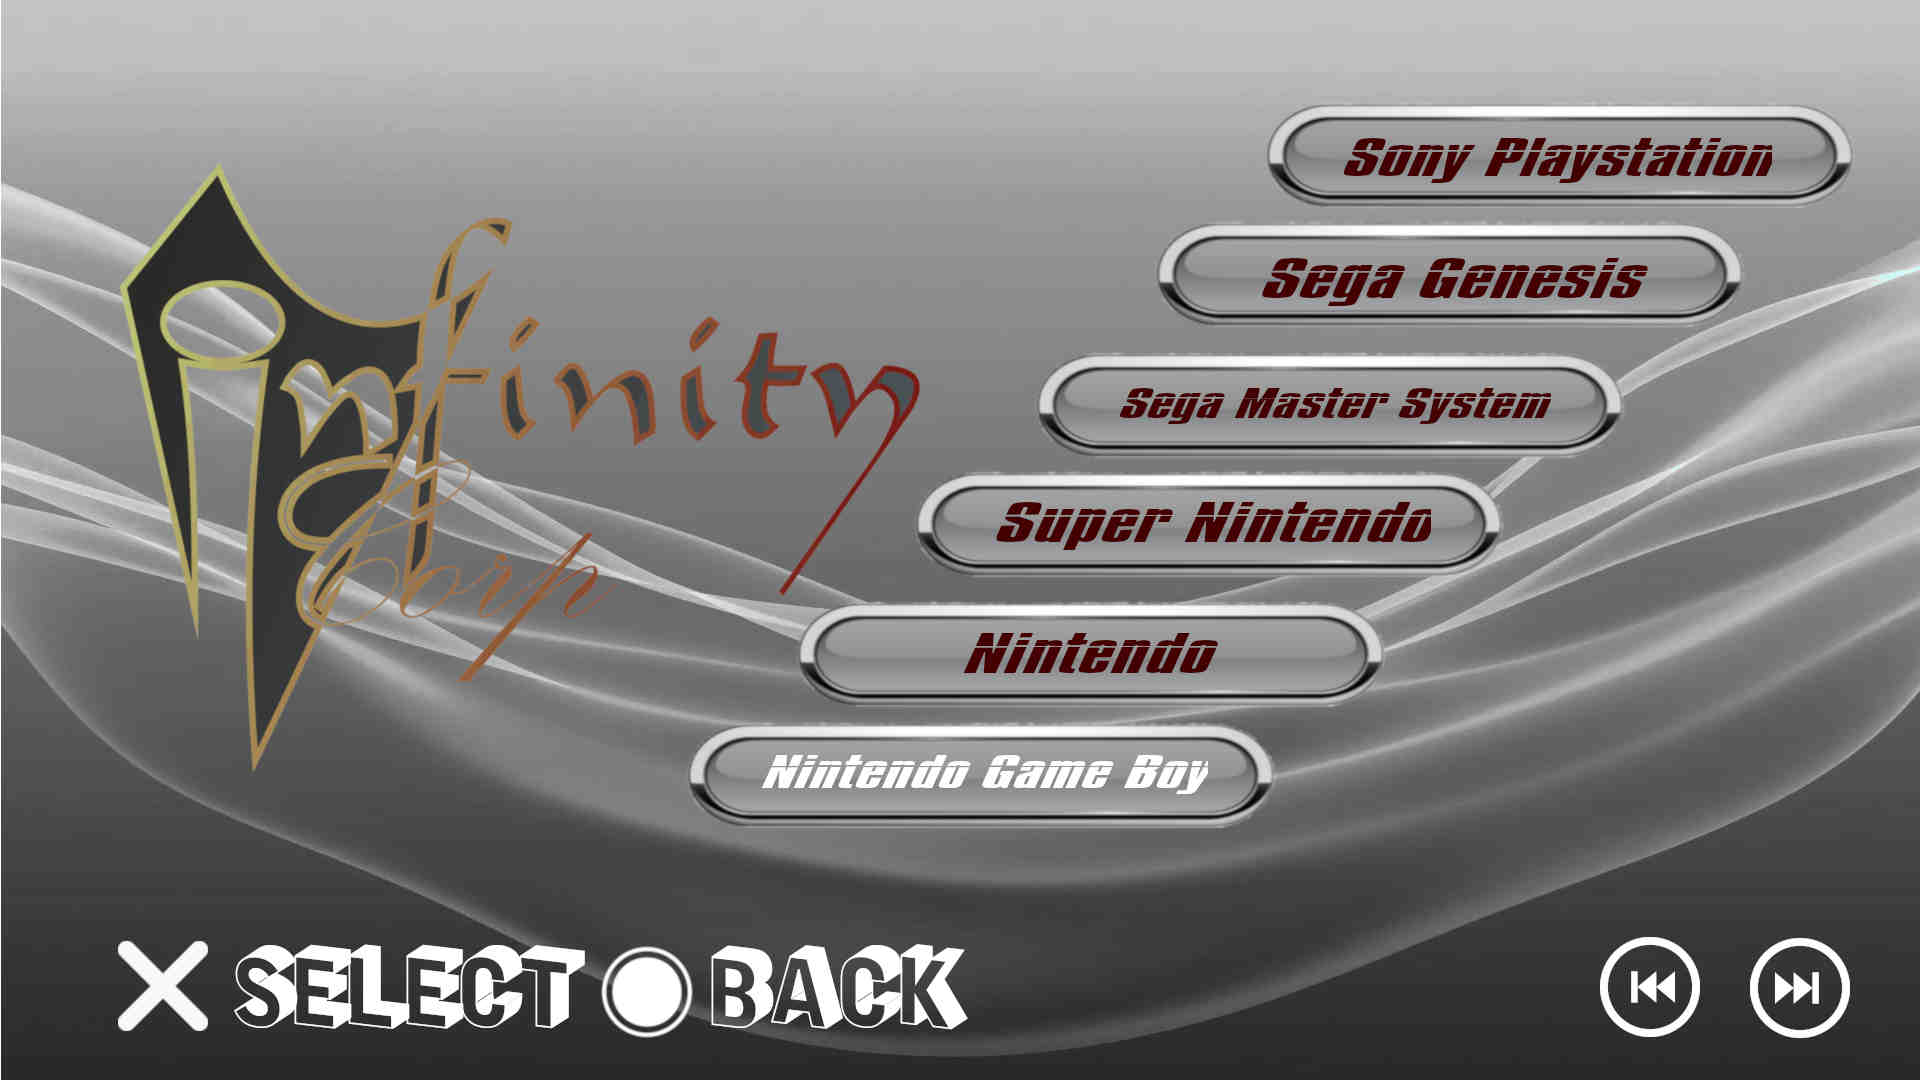 Sony Playstation
Sega Genesis
Infinity
Sega Master System
Super Nintendo
Corp
Nintendo
Nintendo Game Boy
SELECT BACK